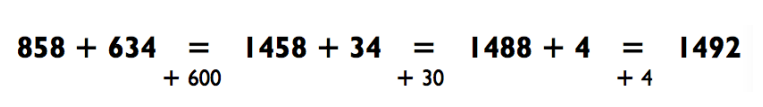 858 + 634 = 1458 + 34 = 1488 + 4 = 1492
+ 600 + 30 + 4